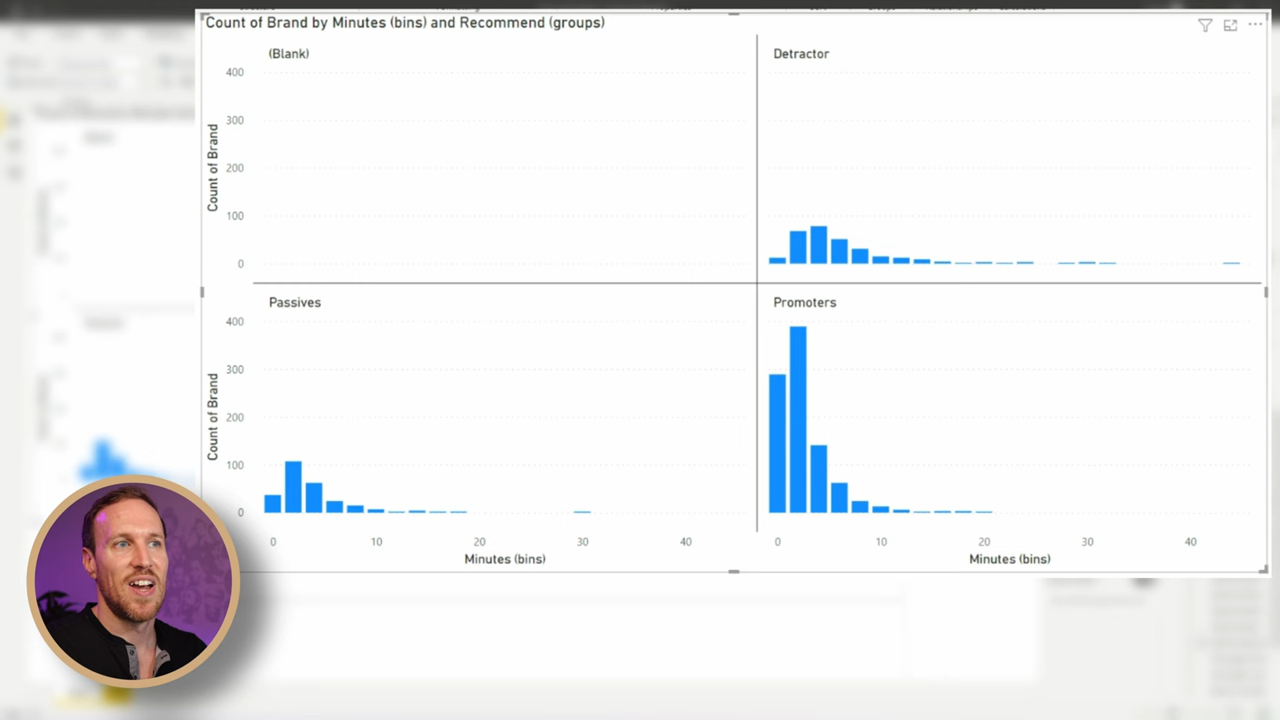 Count of Brand by Minutes (bins) and Recommend (groups)
(Blank)
Detractor
400
300
200
100
0
Count of Brand
Passives
Promoters
400
300
200
100
0
Count of Brand
0 10 20 30 40
0 10 20 30 40
Minutes (bins)
Minutes (bins)